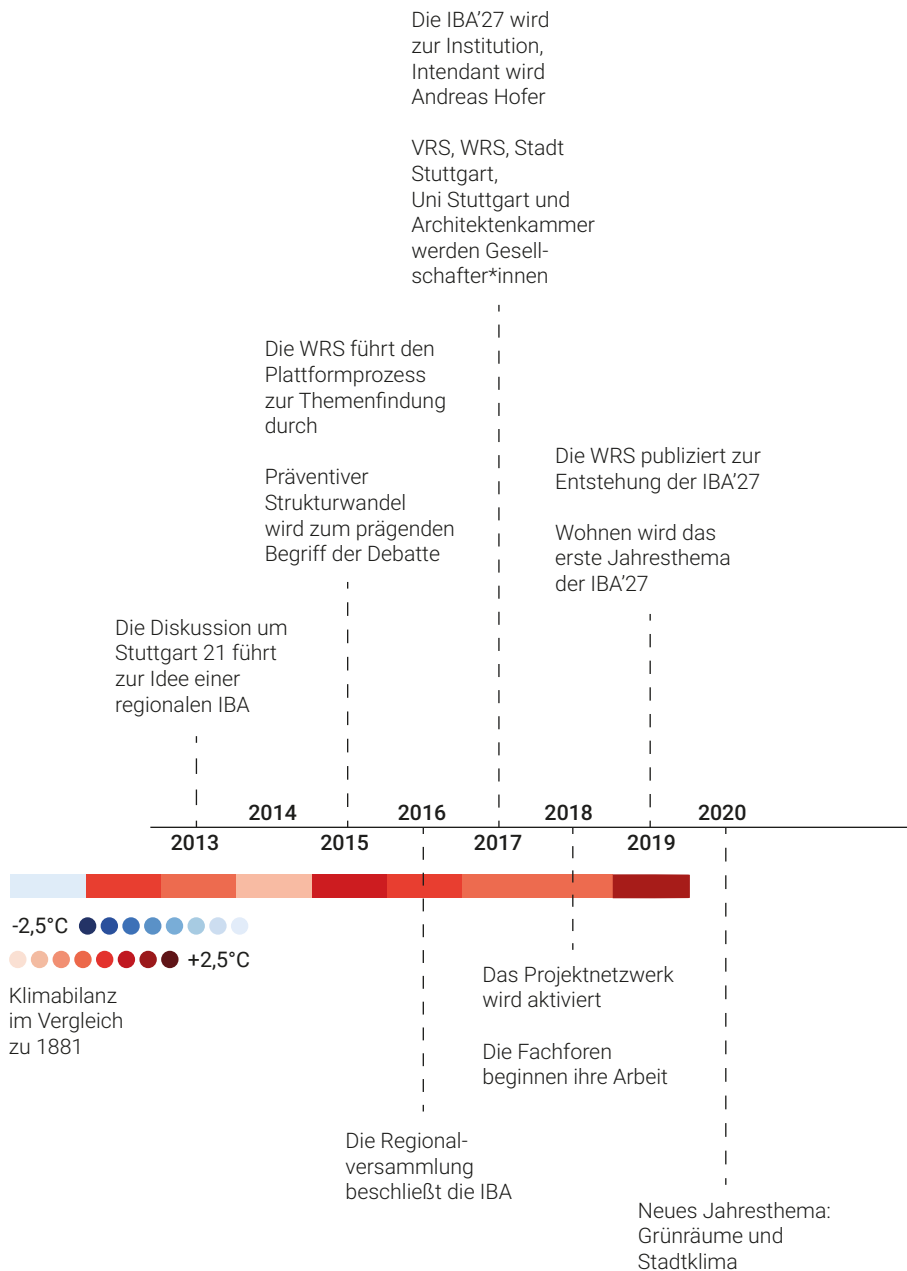 Die IBA’27 wird
zur Institution,
Intendant wird
Andreas Hofer
VRS, WRS, Stadt
Stuttgart,
Uni Stuttgart und
Architektenkammer
werden Gesell-
schafter*innen
Die WRS führt den
Plattformprozess
zur Themenfindung
durch
Präventiver
Strukturwandel
wird zum prägenden
Begriff der Debatte
Die WRS publiziert zur
Entstehung der IBA’27
Wohnen wird das
erste Jahresthema
der IBA’27
Die Diskussion um
Stuttgart 21 führt
zur Idee einer
regionalen IBA
2014 2016 2018 2020
2013 2015 2017 2019
-2,5°C
+2,5°C
Klimabilanz
im Vergleich
zu 1881
Das Projektnetzwerk
wird aktiviert
Die Fachforen
beginnen ihre Arbeit
Die Regional-
versammlung
beschließt die IBA
Neues Jahresthema:
Grünräume und
Stadtklima